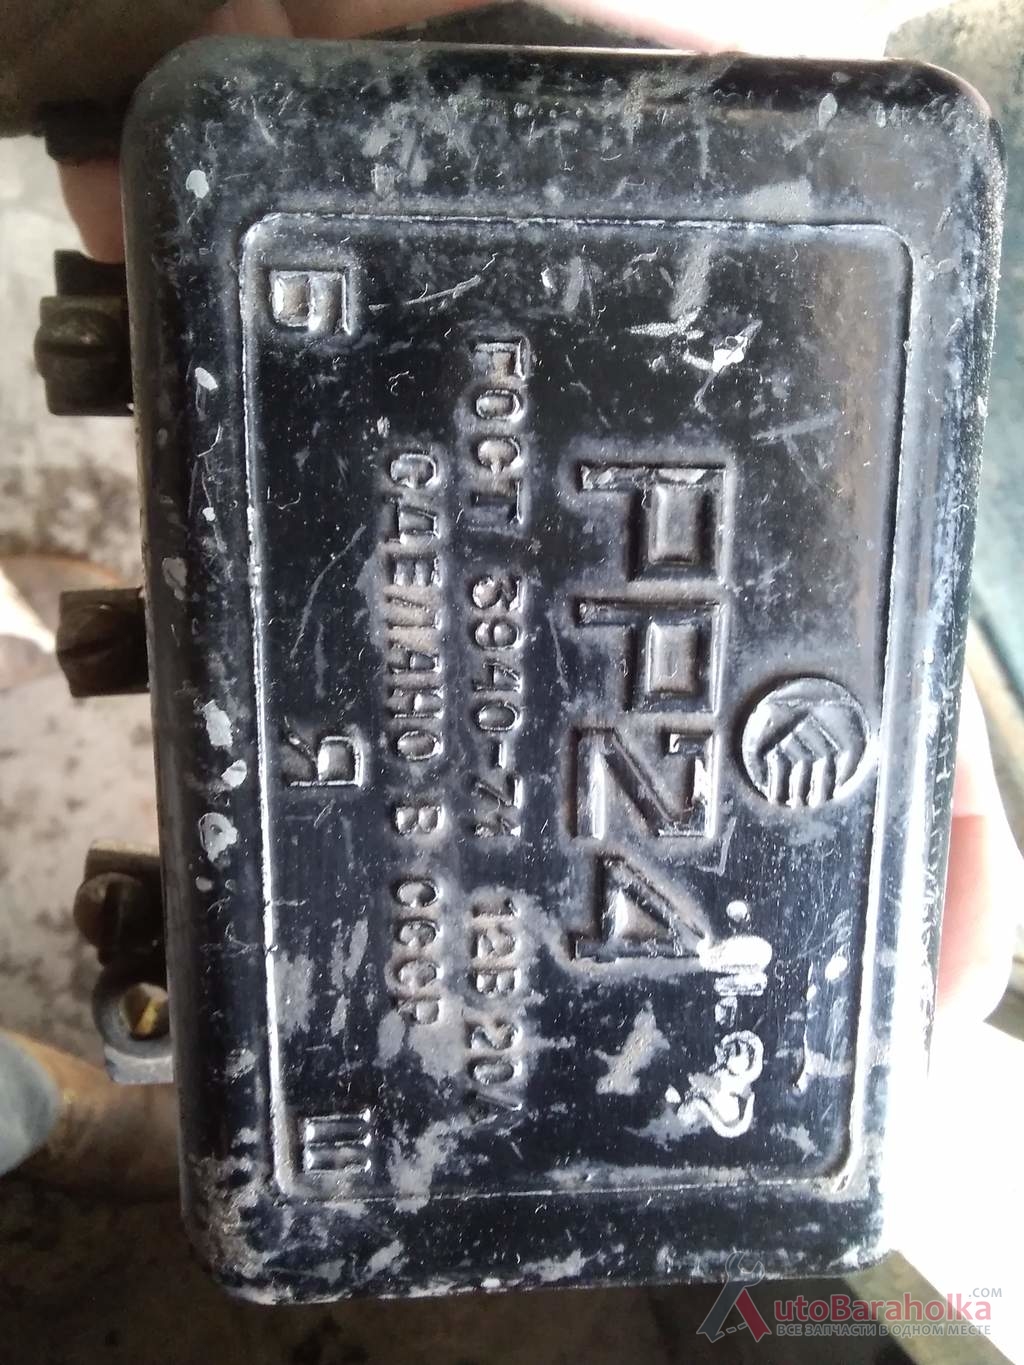 РР24
ГОСТ 3940-71 12В 20А
СДЕЛАНО В СССР
Б Я Ш
AutoBaraholka.COM
ВСЕ ЗАПЧАСТИ В ОДНОМ МЕСТЕ